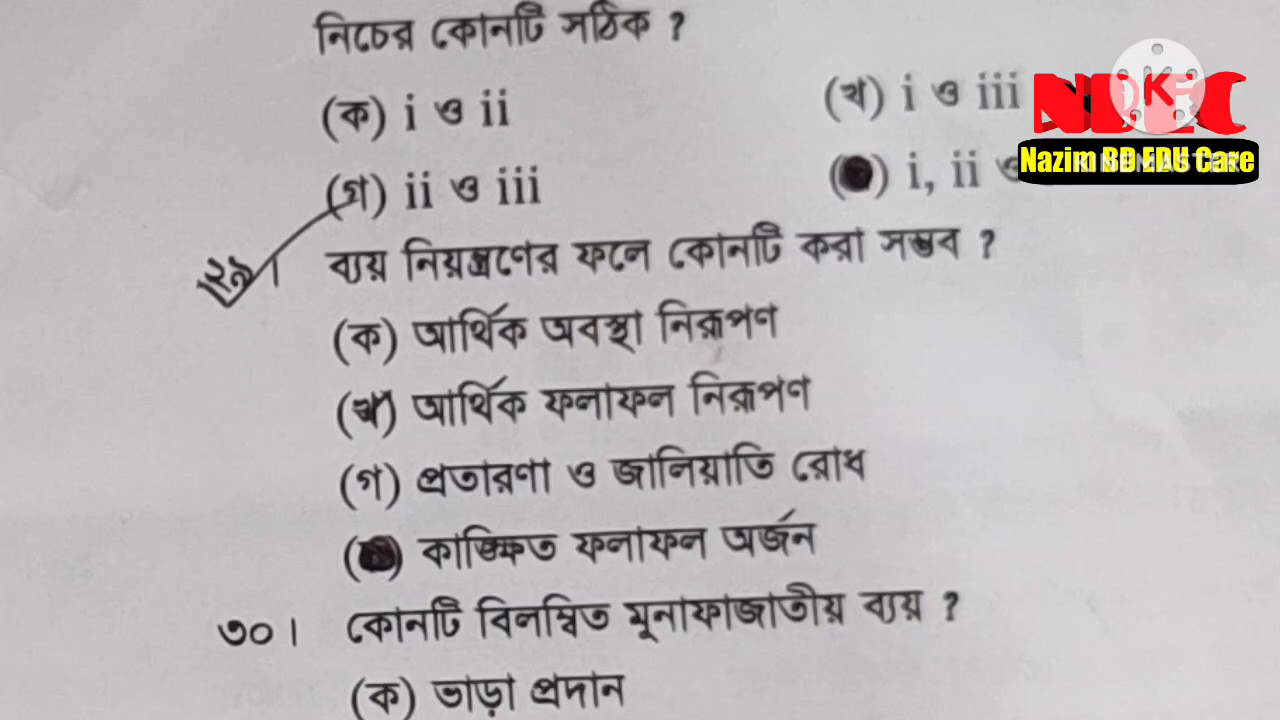 নিচের কোনটি সঠিক ?
(ক) i ও ii
(খ) i ও iii
(গ) ii ও iii
( ) i, ii ও
Nazim BD EDU Care
২৯। ব্যয় নিয়ন্ত্রণের ফলে কোনটি করা সম্ভব ?
(ক) আর্থিক অবস্থা নিরূপণ
(খ) আর্থিক ফলাফল নিরূপণ
(গ) প্রতারণা ও জালিয়াতি রোধ
( ) কাঙ্ক্ষিত ফলাফল অর্জন
৩০। কোনটি বিলম্বিত মুনাফাজাতীয় ব্যয় ?
(ক) ভাড়া প্রদান